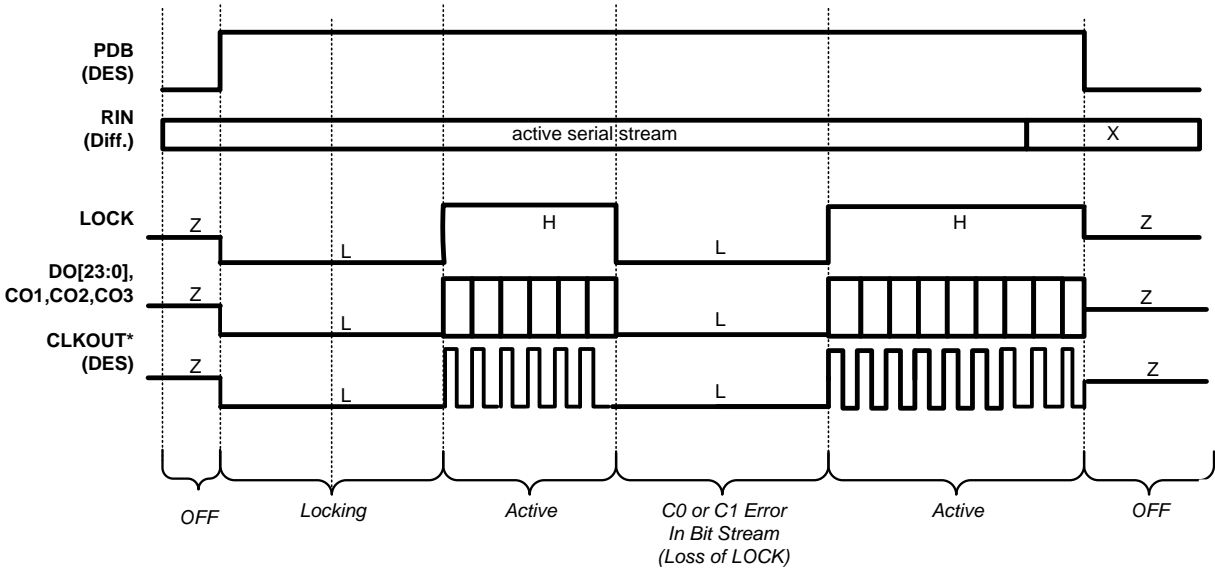 PDB
(DES)
RIN
(Diff.)
active serial stream
X
LOCK
Z
L
H
L
H
Z
DO[23:0],
CO1,CO2,CO3
Z
L
L
Z
CLKOUT*
(DES)
Z
L
L
Z
OFF
Locking
Active
C0 or C1 Error
In Bit Stream
(Loss of LOCK)
Active
OFF